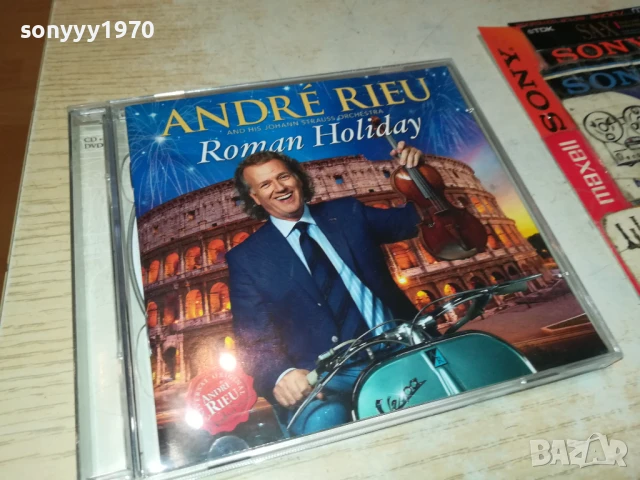 sonyyy1970
CD+
DVD
ANDRÉ RIEU
AND HIS JOHANN STRAUSS ORCHESTRA
Roman Holiday
ANDRÉ
RIEU
Vespa
TDK
SONY
SONY
SONY
maxell
BAZAR